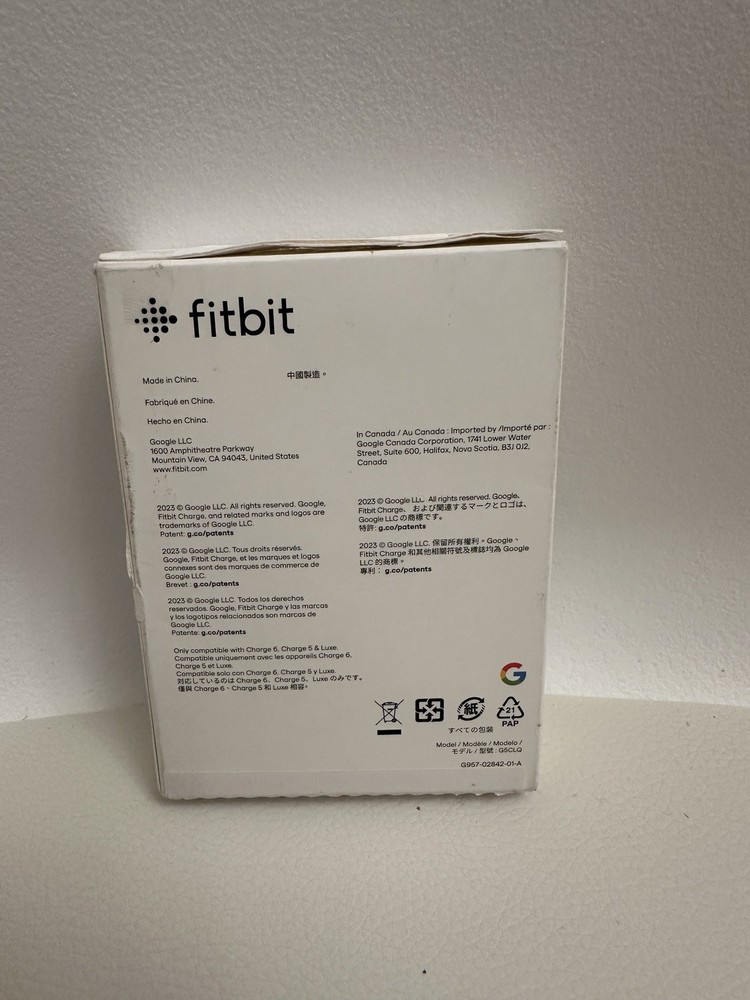 fitbit
Made in China.
中國製造。
Fabriqué en Chine.
Hecho en China.
Google LLC
1600 Amphitheatre Parkway
Mountain View, CA 94043, United States
www.fitbit.com
In Canada / Au Canada : Imported by /Importé par :
Google Canada Corporation, 1741 Lower Water
Street, Suite 600, Halifax, Nova Scotia, B3J 0J2,
Canada
2023 © Google LLC. All rights reserved. Google,
Fitbit Charge, and related marks and logos are
trademarks of Google LLC.
Patent: g.co/patents
2023 © Google LLC. Tous droits réservés.
Google, Fitbit Charge, et les marques et logos
connexes sont des marques de commerce de
Google LLC.
Brevet : g.co/patents
2023 © Google LLC. Todos los derechos
reservados. Google, Fitbit Charge y las marcas
y los logotipos relacionados son marcas de
Google LLC.
Patente: g.co/patents
2023 © Google LLC. All rights reserved. Google、
Fitbit Charge、 および関連するマークとロゴは、
Google LLC の商標です。
特許: g.co/patents
2023 © Google LLC. 保留所有權利。Google、
Fitbit Charge 和其他相關符號及標誌均為 Google
LLC 的商標。
專利： g.co/patents
Only compatible with Charge 6, Charge 5 & Luxe.
Compatible uniquement avec les appareils Charge 6,
Charge 5 et Luxe.
Compatible solo con Charge 6, Charge 5 y Luxe.
対応しているのは Charge 6、Charge 5、Luxe のみです。
僅與 Charge 6、Charge 5 和 Luxe 相容。
G
紙
すべての包装
21
PAP
Model / Modèle / Modelo /
モデル / 型號 : G5CLQ
G957-02842-01-A